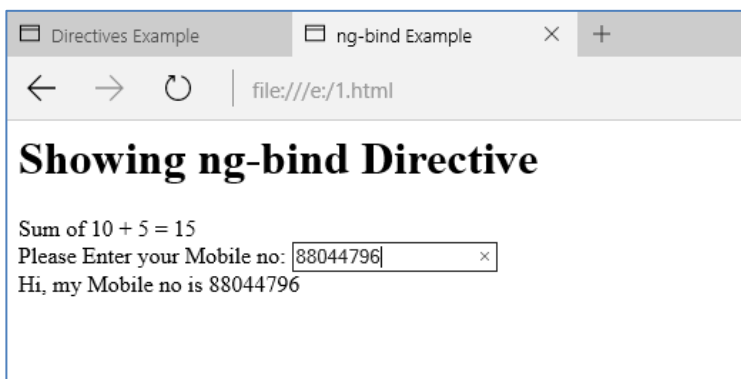 Directives Example
ng-bind Example
file:///e:/1.html
Showing ng-bind Directive
Sum of 10 + 5 = 15
Please Enter your Mobile no: 88044796
Hi, my Mobile no is 88044796